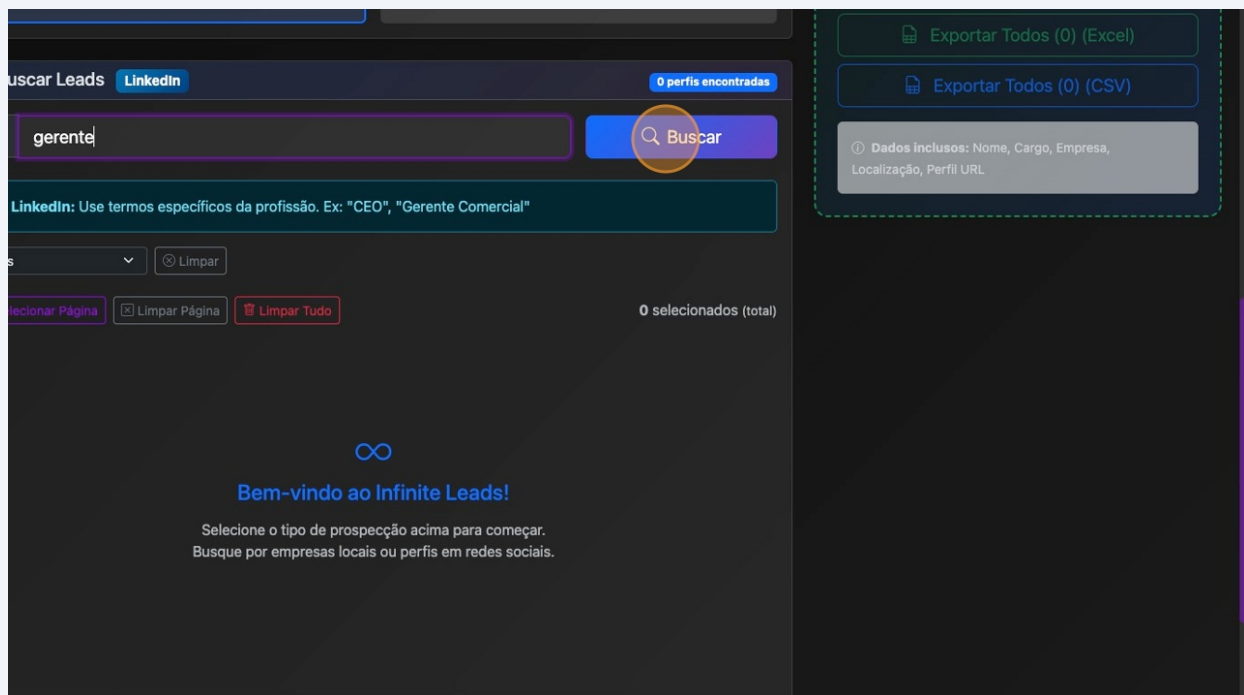 Exportar Todos (0) (Excel)
Buscar Leads LinkedIn
0 perfis encontradas
Exportar Todos (0) (CSV)
gerente
Buscar
Dados inclusos: Nome, Cargo, Empresa,
Localização, Perfil URL
LinkedIn: Use termos específicos da profissão. Ex: "CEO", "Gerente Comercial"
Limpar
Selecionar Página
Limpar Página
Limpar Tudo
0 selecionados (total)
Bem-vindo ao Infinite Leads!
Selecione o tipo de prospecção acima para começar.
Busque por empresas locais ou perfis em redes sociais.